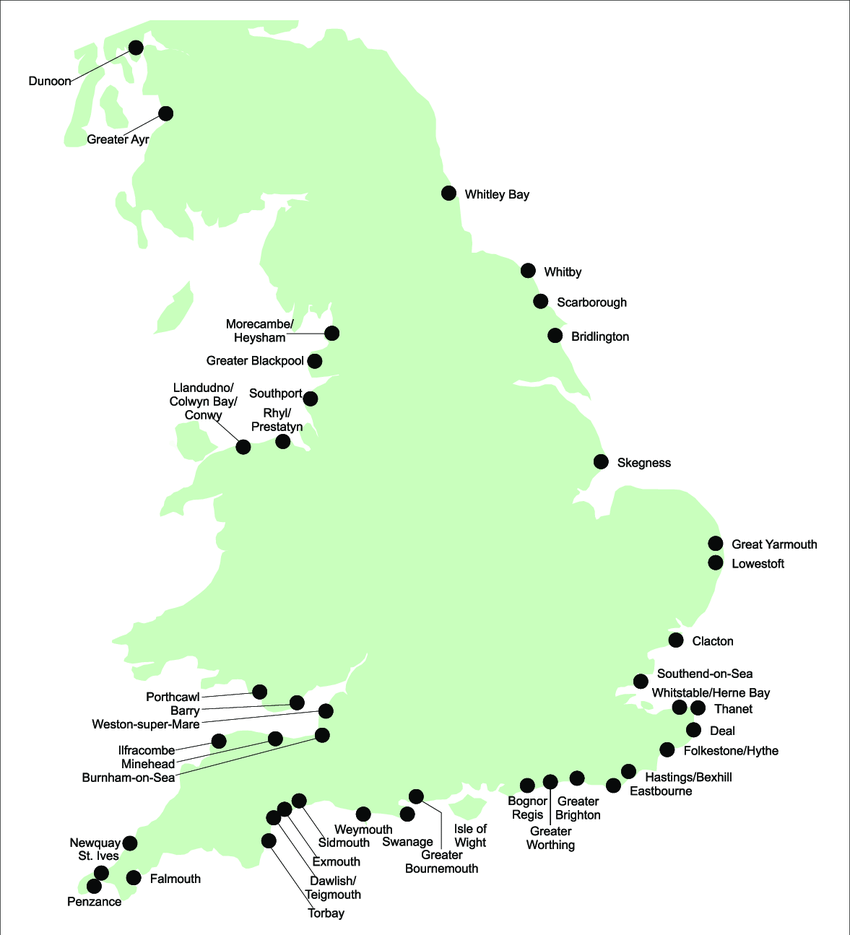 Dunoon
Greater Ayr
Whitley Bay
Whitby
Scarborough
Bridlington
Morecambe/
Heysham
Greater Blackpool
Llandudno/
Colwyn Bay/
Conwy
Southport
Rhyl/
Prestatyn
Skegness
Great Yarmouth
Lowestoft
Clacton
Southend-on-Sea
Whitstable/Herne Bay
Thanet
Deal
Folkestone/Hythe
Hastings/Bexhill
Eastbourne
Porthcawl
Barry
Weston-super-Mare
Ilfracombe
Minehead
Burnham-on-Sea
Bognor
Regis
Greater
Brighton
Greater
Worthing
Isle of
Wight
Greater
Bournemouth
Swanage
Weymouth
Sidmouth
Exmouth
Dawlish/
Teigmouth
Torbay
Newquay
St. Ives
Falmouth
Penzance